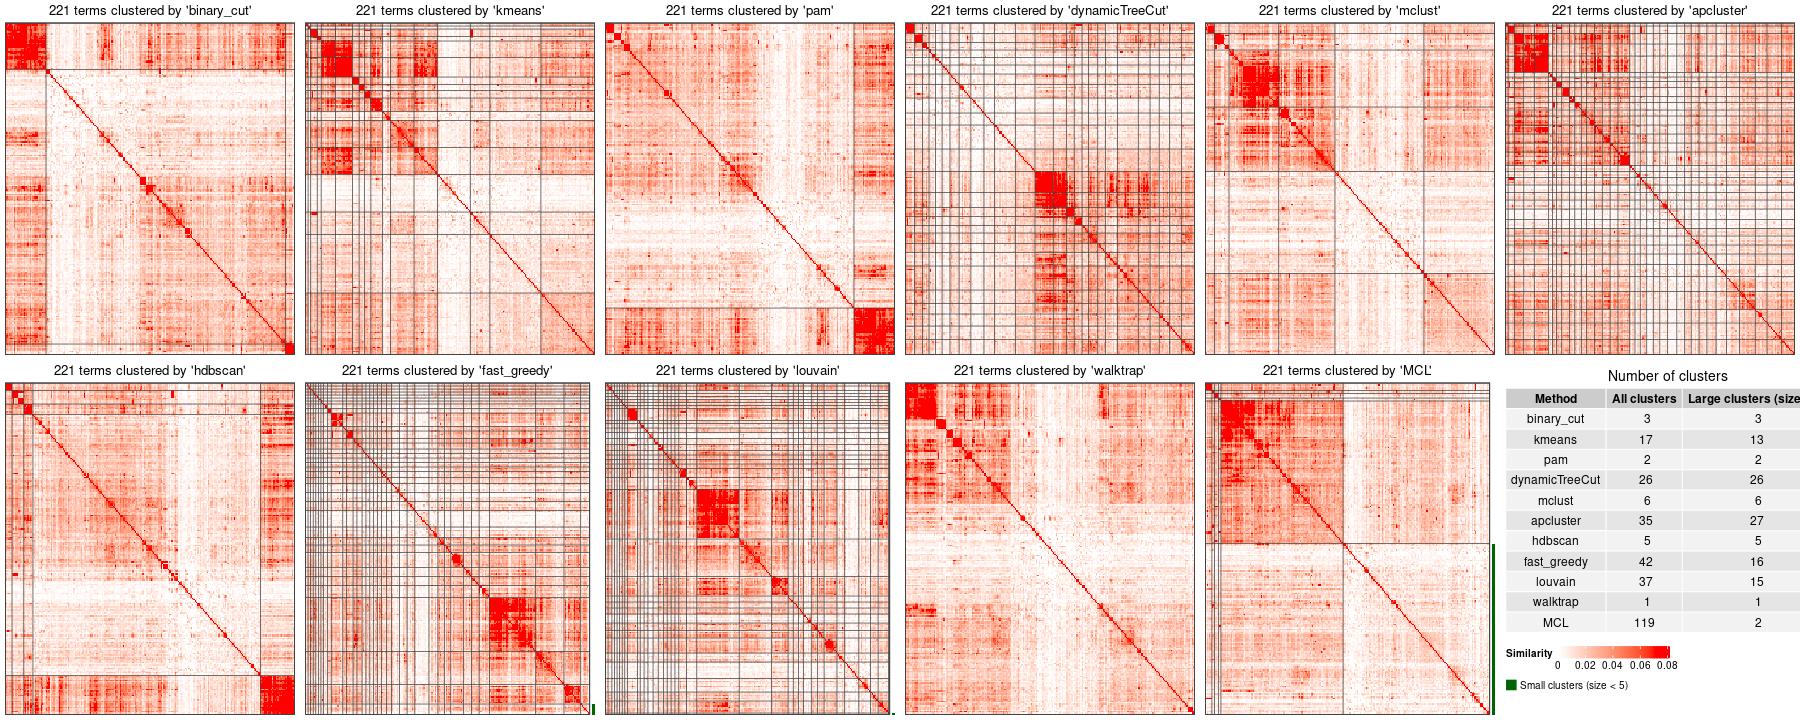 221 terms clustered by 'binary_cut'
221 terms clustered by 'kmeans'
221 terms clustered by 'pam'
221 terms clustered by 'dynamicTreeCut'
221 terms clustered by 'mclust'
221 terms clustered by 'apcluster'
221 terms clustered by 'hdbscan'
221 terms clustered by 'fast_greedy'
221 terms clustered by 'louvain'
221 terms clustered by 'walktrap'
221 terms clustered by 'MCL'
Number of clusters
Method All clusters Large clusters (size
binary_cut 3 3
kmeans 17 13
pam 2 2
dynamicTreeCut 26 26
mclust 6 6
apcluster 35 27
hdbscan 5 5
fast_greedy 42 16
louvain 37 15
walktrap 1 1
MCL 119 2
Similarity
0 0.02 0.04 0.06 0.08
Small clusters (size < 5)